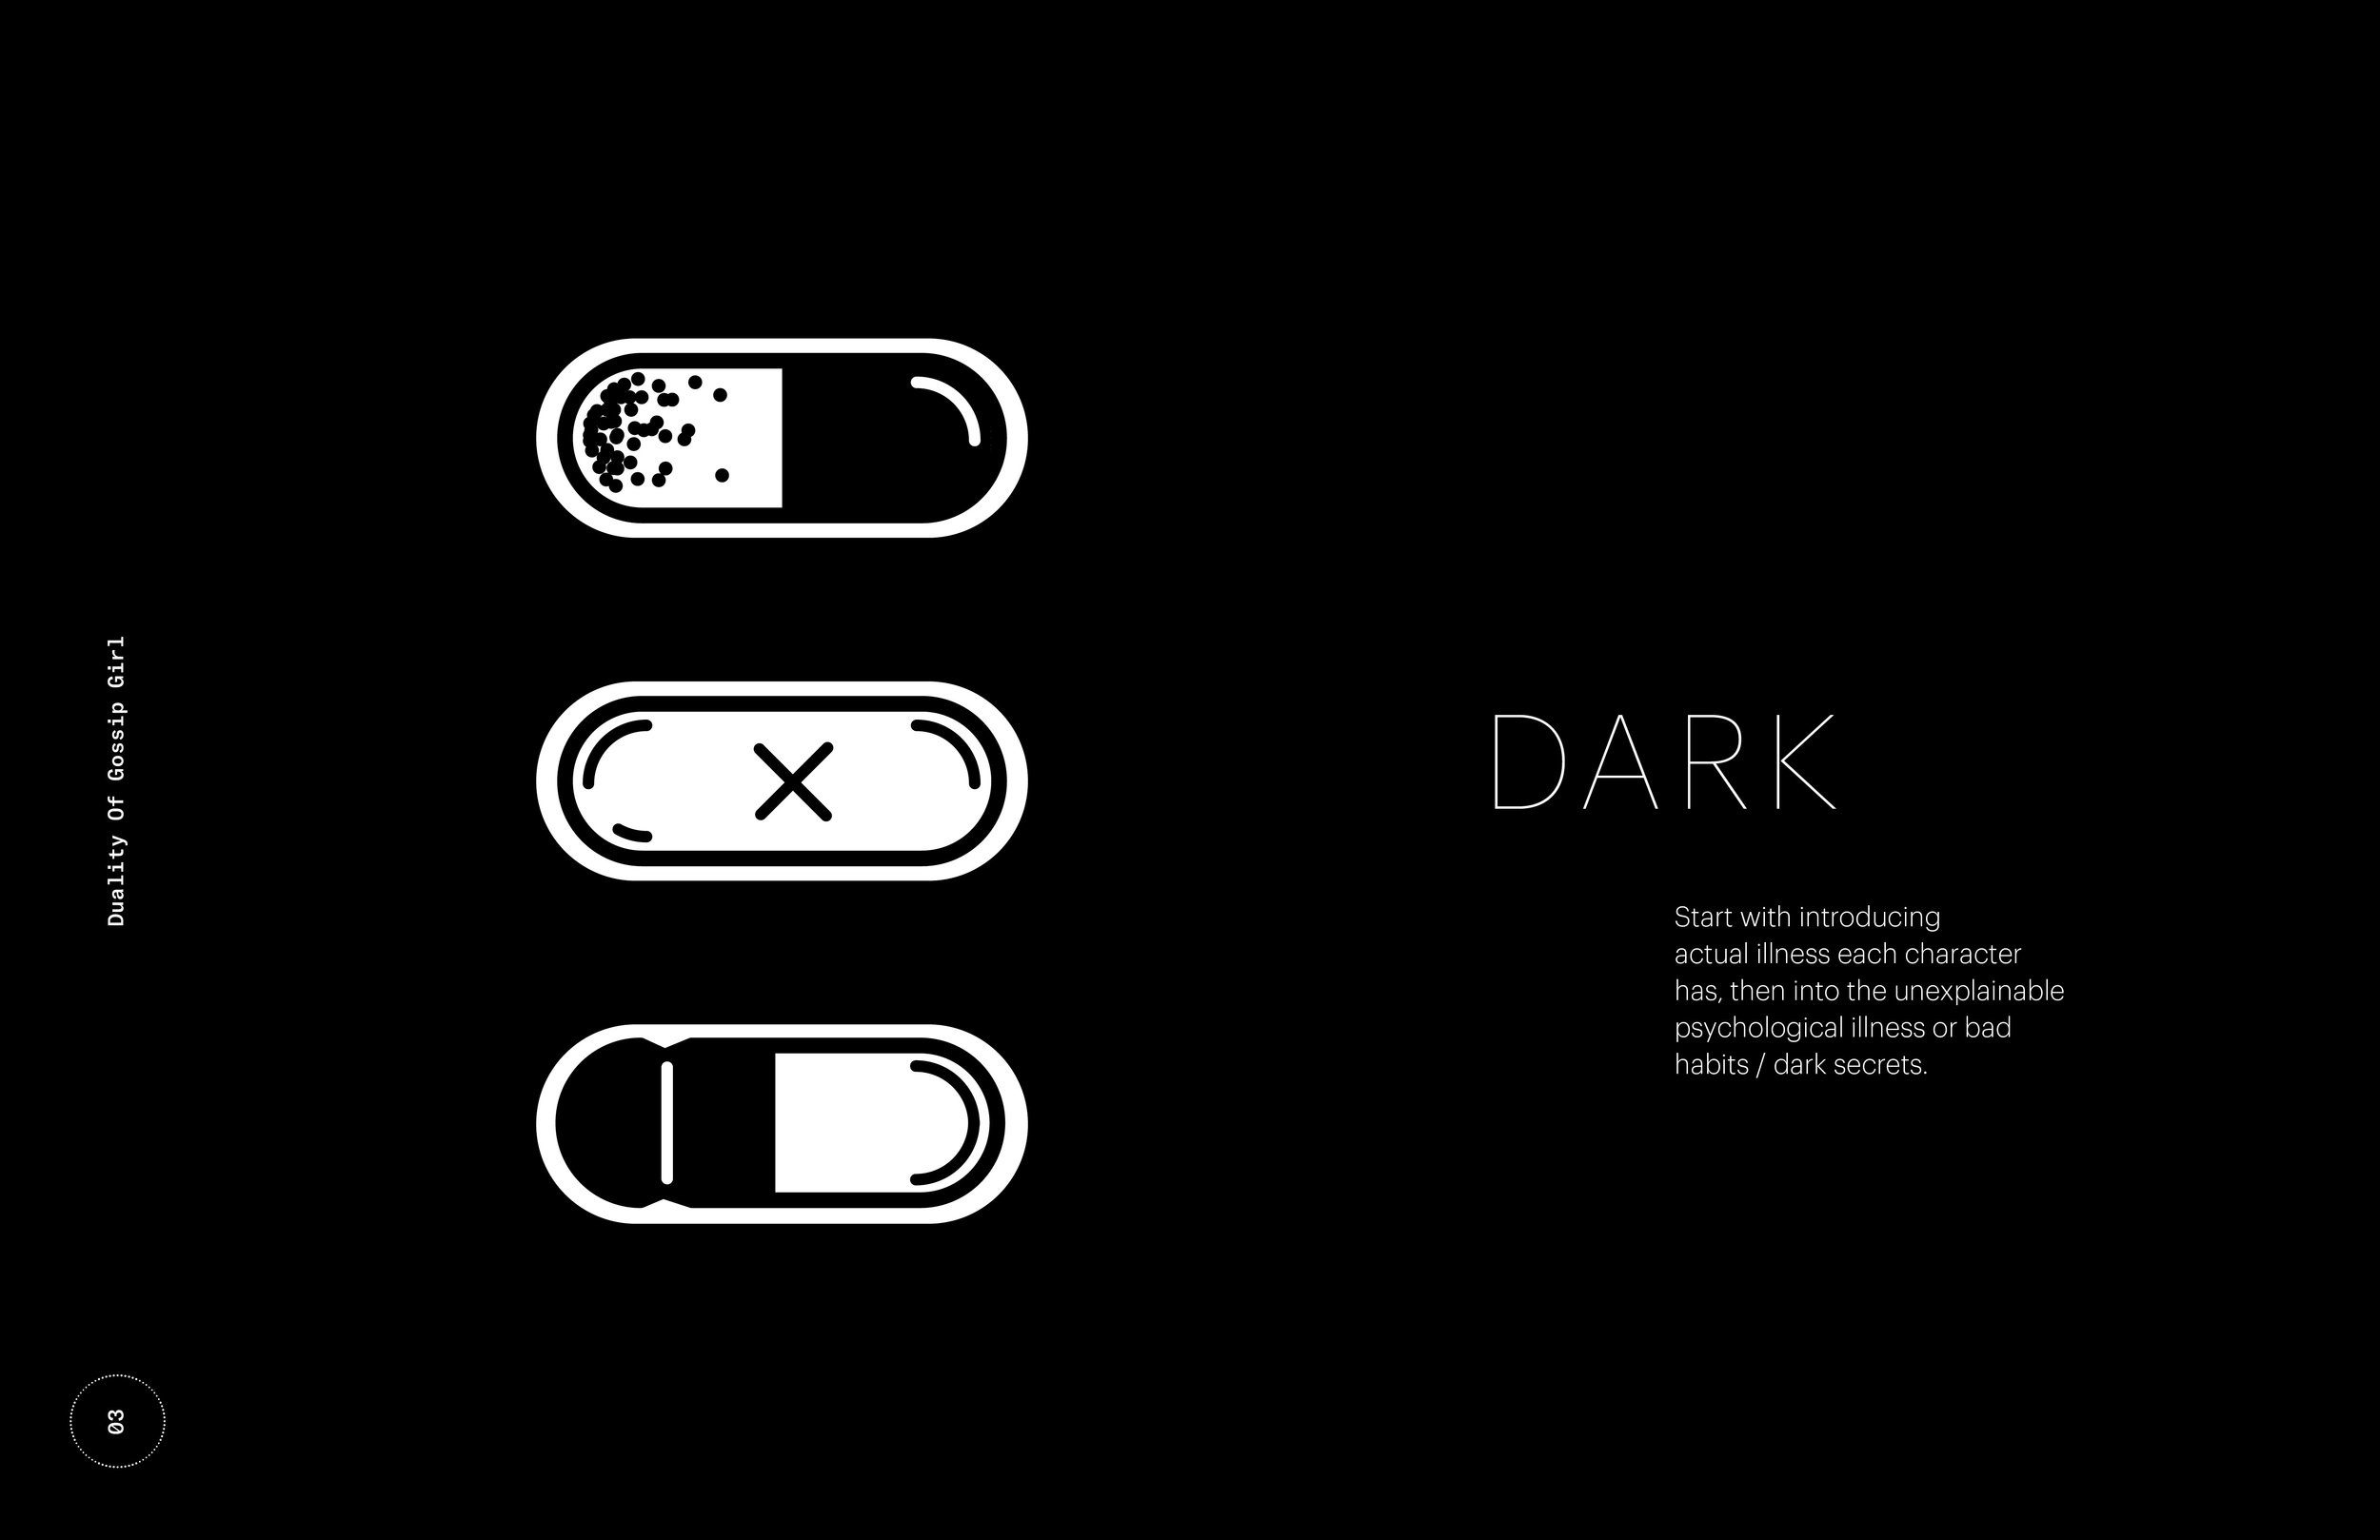 Duality Of Gossip Girl
DARK
Start with introducing
actual illness each character
has, then into the unexplainable
psychological illness or bad
habits / dark secrets.
03